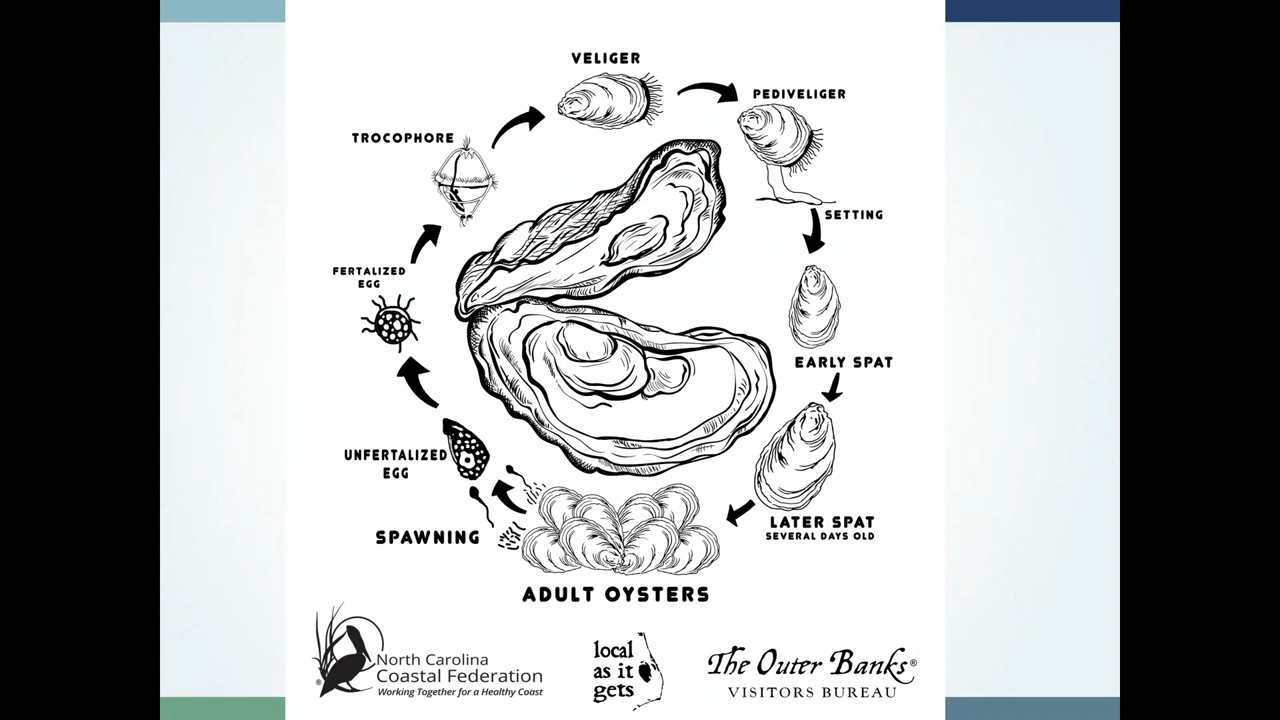 VELIGER
PEDIVELIGER
TROCOPHORE
SETTING
FERTALIZED
EGG
EARLY SPAT
UNFERTALIZED
EGG
LATER SPAT
SEVERAL DAYS OLD
SPAWNING
ADULT OYSTERS
North Carolina
Coastal Federation
Working Together for a Healthy Coast
local
as it
gets
The Outer Banks®
VISITORS BUREAU